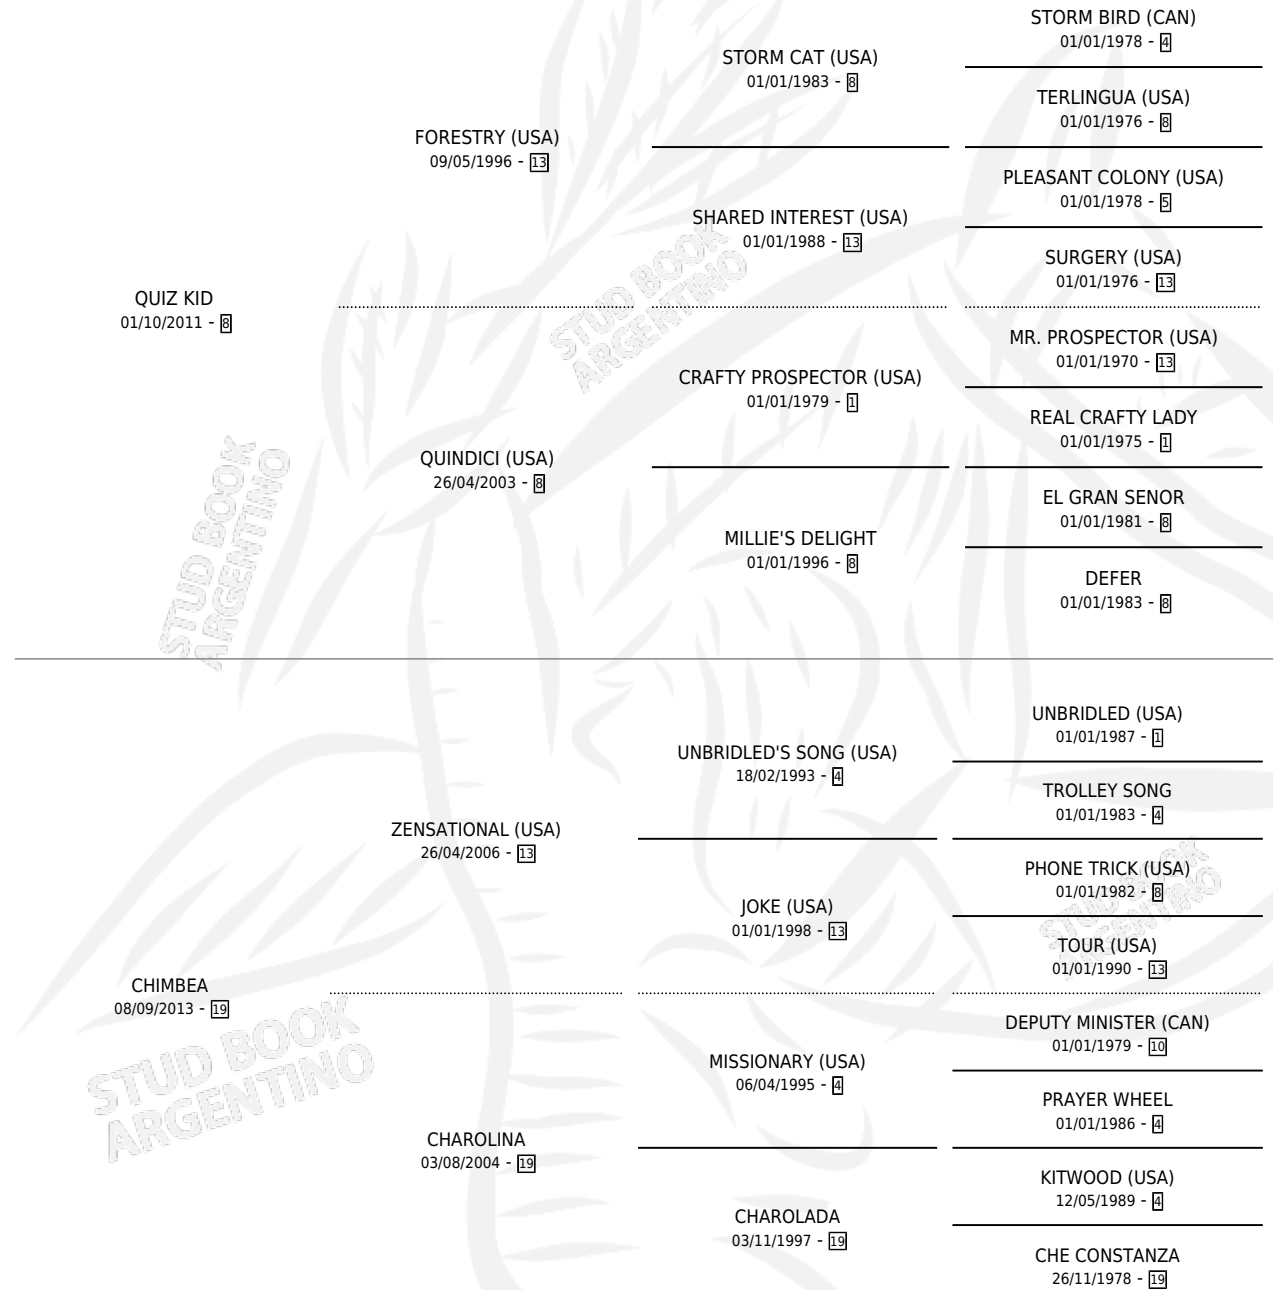 STORM BIRD (CAN)
01/01/1978 - 4
STORM CAT (USA)
01/01/1983 - 8
TERLINGUA (USA)
01/01/1976 - 8
FORESTRY (USA)
09/05/1996 - 13
PLEASANT COLONY (USA)
01/01/1978 - 5
SHARED INTEREST (USA)
01/01/1988 - 13
SURGERY (USA)
01/01/1976 - 13
QUIZ KID
01/10/2011 - 8
MR. PROSPECTOR (USA)
01/01/1970 - 13
CRAFTY PROSPECTOR (USA)
01/01/1979 - 1
REAL CRAFTY LADY
01/01/1975 - 1
QUINDICI (USA)
26/04/2003 - 8
EL GRAN SENOR
01/01/1981 - 8
MILLIE'S DELIGHT
01/01/1996 - 8
DEFER
01/01/1983 - 8
STUD BOOK
ARGENTINO
STUD BOOK
ARGENTINO
UNBRIDLED (USA)
01/01/1987 - 1
UNBRIDLED'S SONG (USA)
18/02/1993 - 4
TROLLEY SONG
01/01/1983 - 4
ZENSATIONAL (USA)
26/04/2006 - 13
PHONE TRICK (USA)
01/01/1982 - 8
JOKE (USA)
01/01/1998 - 13
TOUR (USA)
01/01/1990 - 13
CHIMBEA
08/09/2013 - 19
DEPUTY MINISTER (CAN)
01/01/1979 - 10
MISSIONARY (USA)
06/04/1995 - 4
PRAYER WHEEL
01/01/1986 - 4
CHAROLINA
03/08/2004 - 19
KITWOOD (USA)
12/05/1989 - 4
CHAROLADA
03/11/1997 - 19
CHE CONSTANZA
26/11/1978 - 19
STUD BOOK
ARGENTINO
STUD BOOK
ARGENTINO